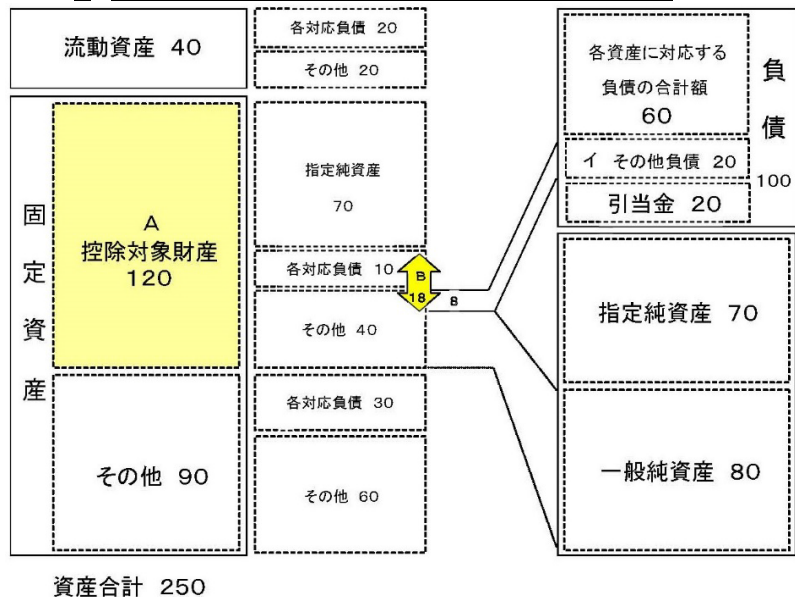 流動資産 40
固定資産
A
控除対象財産
120
その他 90
資産合計 250
各対応負債 20
その他 20
指定純資産
70
各対応負債 10
その他 40
B
18
8
各対応負債 30
その他 60
各資産に対応する
負債の合計額
60
イ その他負債 20
引当金 20
負債
100
指定純資産 70
一般純資産 80